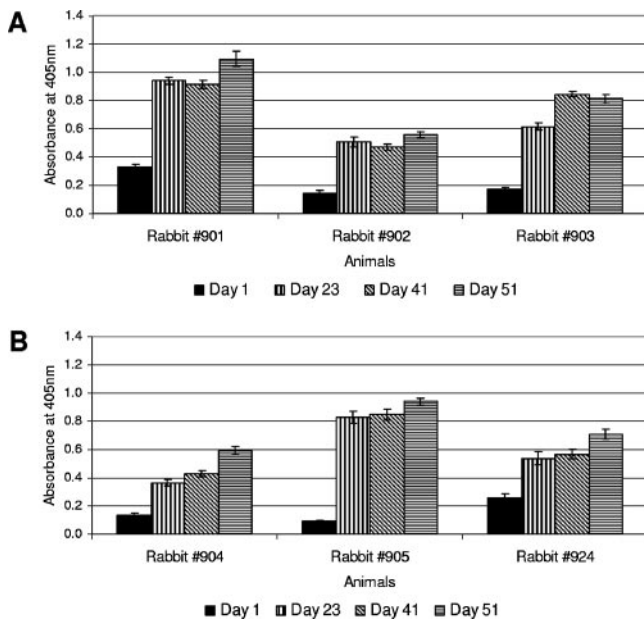 A
Absorbance at 405nm
1.4
1.2
1.0
0.8
0.6
0.4
0.2
0.0
Rabbit #901 Rabbit #902 Rabbit #903
Animals
Day 1 Day 23 Day 41 Day 51
B
Absorbance at 405nm
1.4
1.2
1.0
0.8
0.6
0.4
0.2
0.0
Rabbit #904 Rabbit #905 Rabbit #924
Animals
Day 1 Day 23 Day 41 Day 51